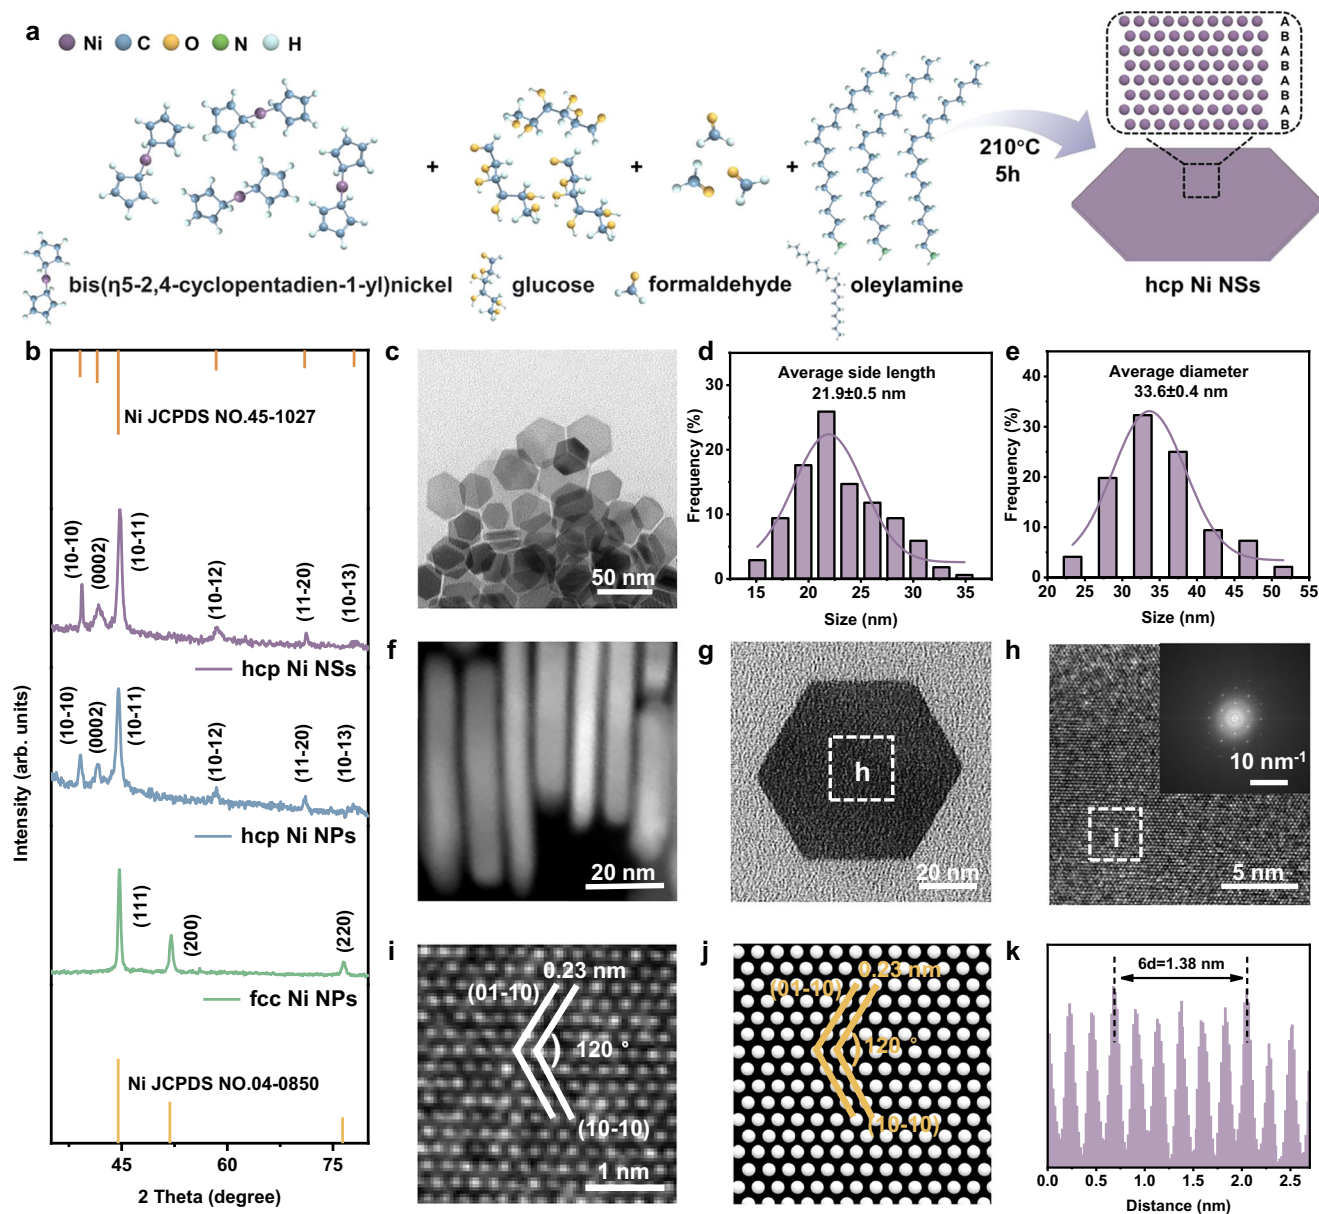 a
Ni C O N H
A
B
A
B
A
B
A
B
+ + +
210°C
5h
bis(η5-2,4-cyclopentadien-1-yl)nickel glucose formaldehyde oleylamine hcp Ni NSs
b
Ni JCPDS NO.45-1027
(10-10)
(0002)
(10-11)
(10-12)
(11-20)
(10-13)
hcp Ni NSs
(10-10)
(0002)
(10-11)
(10-12)
(11-20)
(10-13)
hcp Ni NPs
(111)
(200)
(220)
fcc Ni NPs
Ni JCPDS NO.04-0850
45 60 75
2 Theta (degree)
Intensity (arb. units)
c
50 nm
d
Average side length
21.9±0.5 nm
Frequency (%)
30
20
10
0
15 20 25 30 35
Size (nm)
e
Average diameter
33.6±0.4 nm
Frequency (%)
40
30
20
10
0
20 25 30 35 40 45 50 55
Size (nm)
f
20 nm
g
h
20 nm
h
10 nm-1
i
5 nm
i
0.23 nm
(01-10)
120 °
(10-10)
1 nm
j
0.23 nm
(01-10)
120 °
(10-10)
k
6d=1.38 nm
0.0 0.5 1.0 1.5 2.0 2.5
Distance (nm)